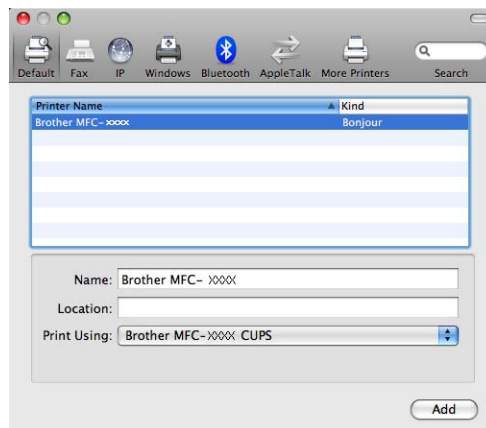 Default Fax IP Windows Bluetooth AppleTalk More Printers Search
Printer Name Kind
Brother MFC-xxxx Bonjour
Name: Brother MFC- XXXX
Location:
Print Using: Brother MFC-XXXX CUPS
Add